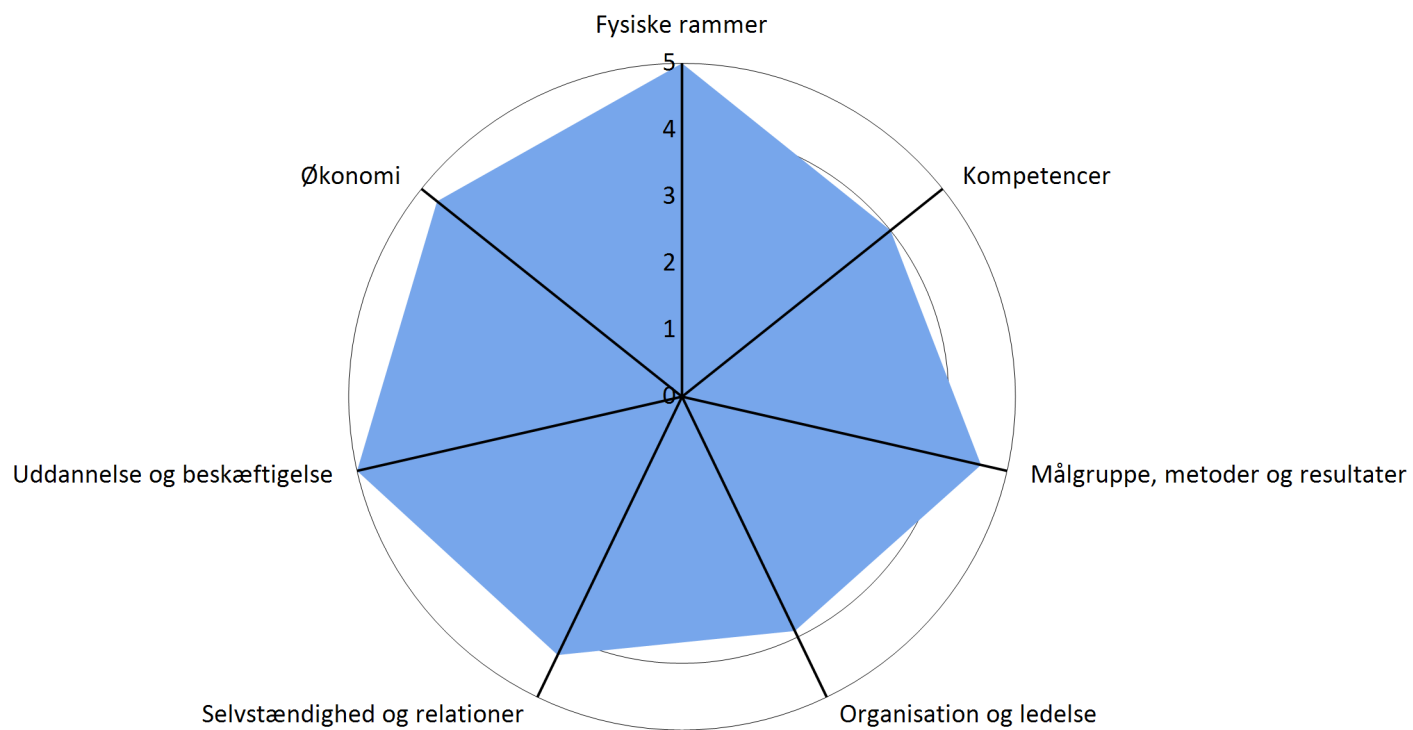 Fysiske rammer
5
4
Økonomi
Kompetencer
3
2
1
0
Uddannelse og beskæftigelse
Målgruppe, metoder og resultater
Selvstændighed og relationer
Organisation og ledelse